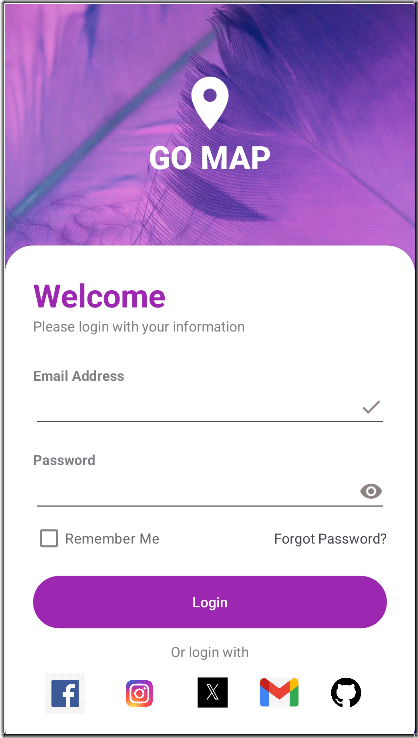 GO MAP
Welcome
Please login with your information
Email Address
Password
Remember Me Forgot Password?
Login
Or login with